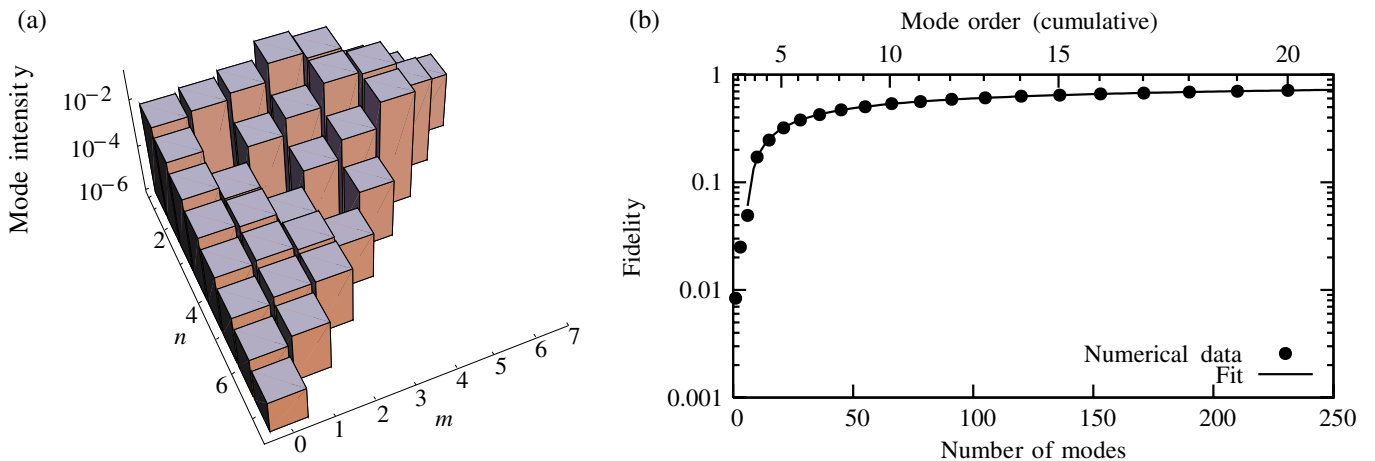 (a)
Mode intensity
10−2
10−4
10−6
2
4
6
n
0
1
2
3
4
5
6
7
m
(b)
Mode order (cumulative)
5
10
15
20
Fidelity
1
0.1
0.01
0.001
Numerical data
Fit
0
50
100
150
200
250
Number of modes